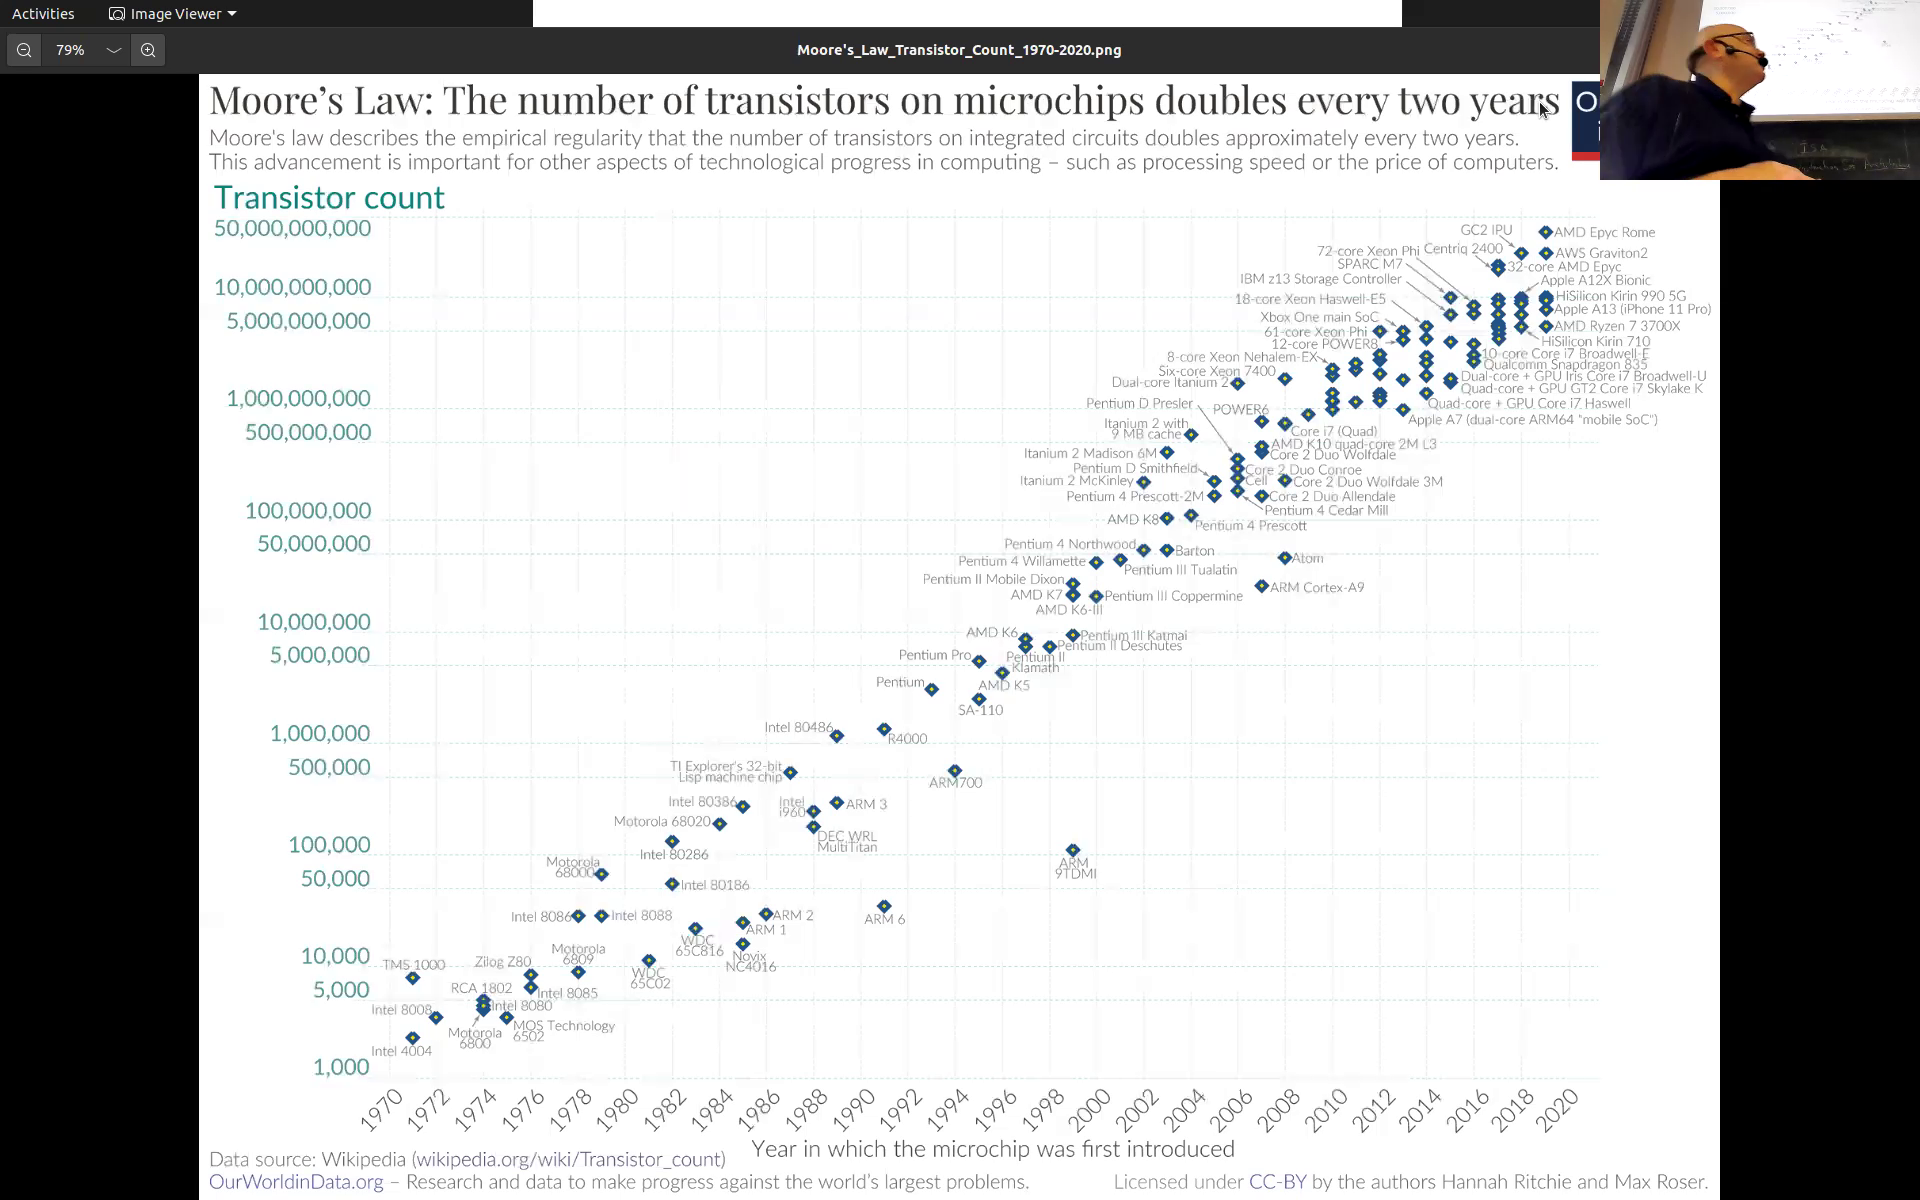 Activities
Image Viewer
79%
Moore's_Law_Transistor_Count_1970-2020.png
Moore's Law: The number of transistors on microchips doubles every two years
O
Moore's law describes the empirical regularity that the number of transistors on integrated circuits doubles approximately every two years.
This advancement is important for other aspects of technological progress in computing – such as processing speed or the price of computers.
Transistor count
50,000,000,000
10,000,000,000
5,000,000,000
1,000,000,000
500,000,000
100,000,000
50,000,000
10,000,000
5,000,000
1,000,000
500,000
100,000
50,000
10,000
5,000
1,000
GC2 IPU
AMD Epyc Rome
72-core Xeon Phi
Centriq 2400
AWS Graviton2
SPARC M7
32-core AMD Epyc
IBM z13 Storage Controller
Apple A12X Bionic
18-core Xeon Haswell-E5
HiSilicon Kirin 990 5G
Apple A13 (iPhone 11 Pro)
Xbox One main SoC
61-core Xeon Phi
AMD Ryzen 7 3700X
12-core POWER8
HiSilicon Kirin 710
8-core Xeon Nehalem-EX
10-core Core i7 Broadwell-E
Six-core Xeon 7400
Qualcomm Snapdragon 835
Dual-core Itanium 2
Dual-core + GPU Iris Core i7 Broadwell-U
Quad-core + GPU GT2 Core i7 Skylake K
Pentium D Presler
POWER6
Quad-core + GPU Core i7 Haswell
Apple A7 (dual-core ARM64 "mobile SoC")
Itanium 2 with
9 MB cache
Core i7 (Quad)
AMD K10 quad-core 2M L3
Itanium 2 Madison 6M
Core 2 Duo Wolfdale
Pentium D Smithfield
Core 2 Duo Conroe
Itanium 2 McKinley
Cell
Core 2 Duo Wolfdale 3M
Pentium 4 Prescott-2M
Core 2 Duo Allendale
Pentium 4 Cedar Mill
AMD K8
Pentium 4 Prescott
Pentium 4 Northwood
Barton
Atom
Pentium 4 Willamette
Pentium III Tualatin
Pentium II Mobile Dixon
ARM Cortex-A9
AMD K7
Pentium III Coppermine
AMD K6-III
AMD K6
Pentium III Katmai
Pentium II Deschutes
Pentium Pro
Pentium II
Klamath
Pentium
AMD K5
SA-110
Intel 80486
R4000
TI Explorer's 32-bit
Lisp machine chip
ARM700
Intel 80386
Intel
i960
ARM 3
Motorola 68020
DEC WRL
MultiTitan
Intel 80286
Motorola
68000
ARM
9TDMI
Intel 80186
Intel 8086
Intel 8088
ARM 2
ARM 6
ARM 1
WDC
65C816
Novix
NC4016
Motorola
6809
TMS 1000
Zilog Z80
WDC
65C02
RCA 1802
Intel 8085
Intel 8080
Intel 8008
MOS Technology
6502
Motorola
6800
Intel 4004
1970 1972 1974 1976 1978 1980 1982 1984 1986 1988 1990 1992 1994 1996 1998 2000 2002 2004 2006 2008 2010 2012 2014 2016 2018 2020
Year in which the microchip was first introduced
Data source: Wikipedia (wikipedia.org/wiki/Transistor_count)
OurWorldinData.org – Research and data to make progress against the world's largest problems.
Licensed under CC-BY by the authors Hannah Ritchie and Max Roser.